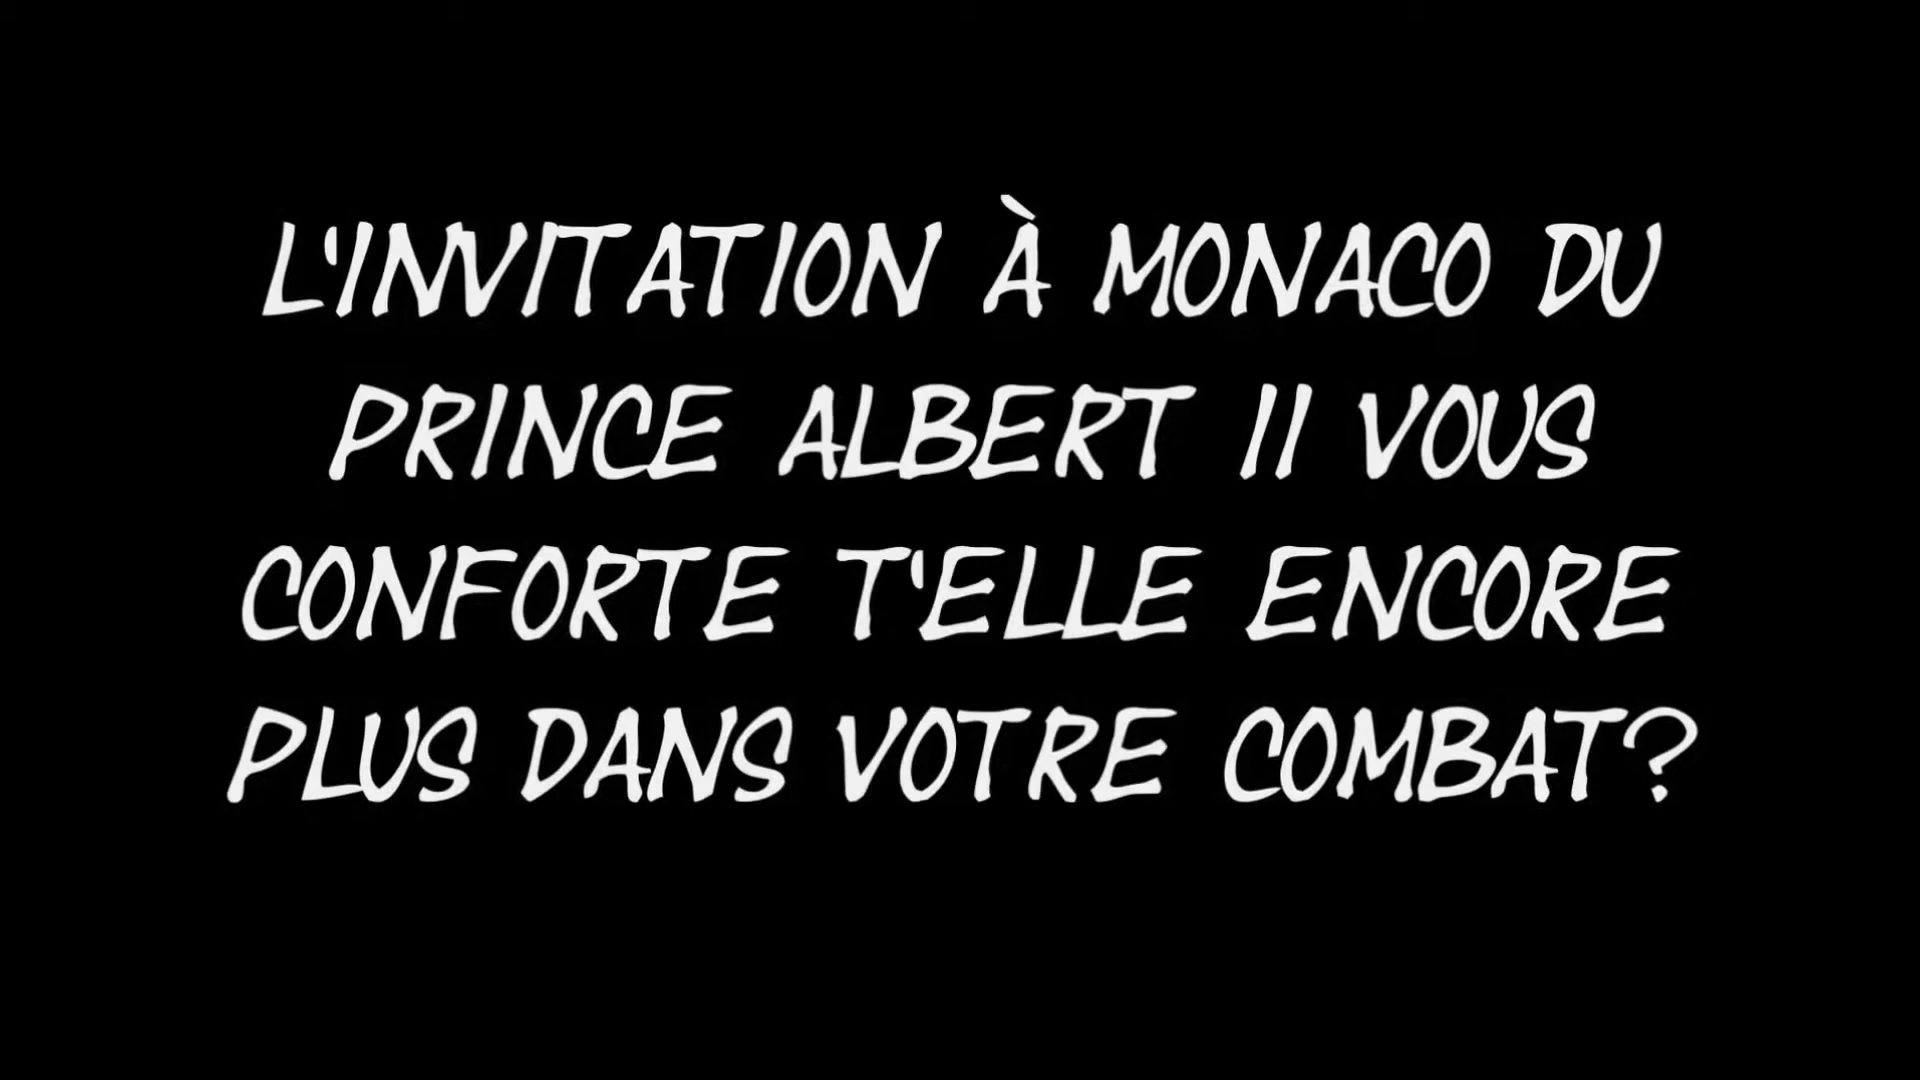 L'INVITATION À MONACO DU
PRINCE ALBERT II VOUS
CONFORTE T'ELLE ENCORE
PLUS DANS VOTRE COMBAT?